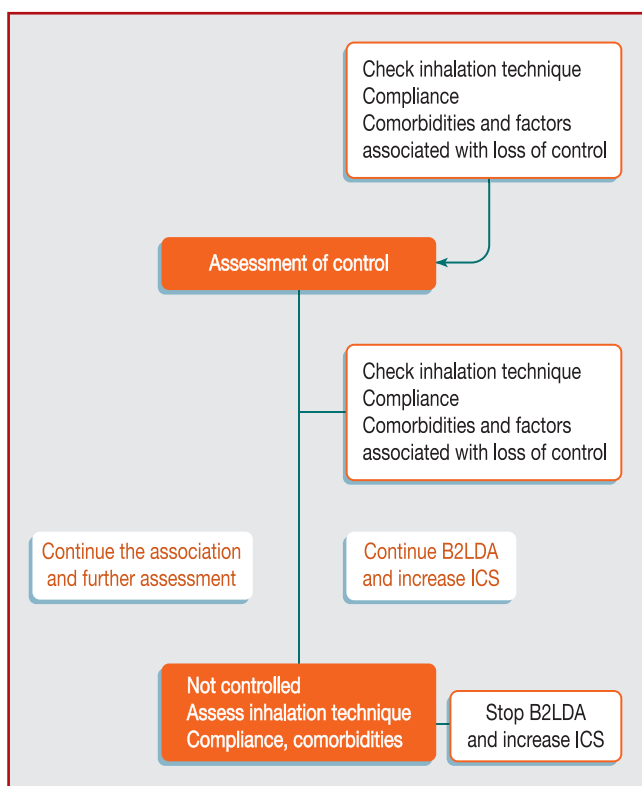 Check inhalation technique
Compliance
Comorbidities and factors
associated with loss of control
Assessment of control
Check inhalation technique
Compliance
Comorbidities and factors
associated with loss of control
Continue the association
and further assessment
Continue B2LDA
and increase ICS
Not controlled
Assess inhalation technique
Compliance, comorbidities
Stop B2LDA
and increase ICS